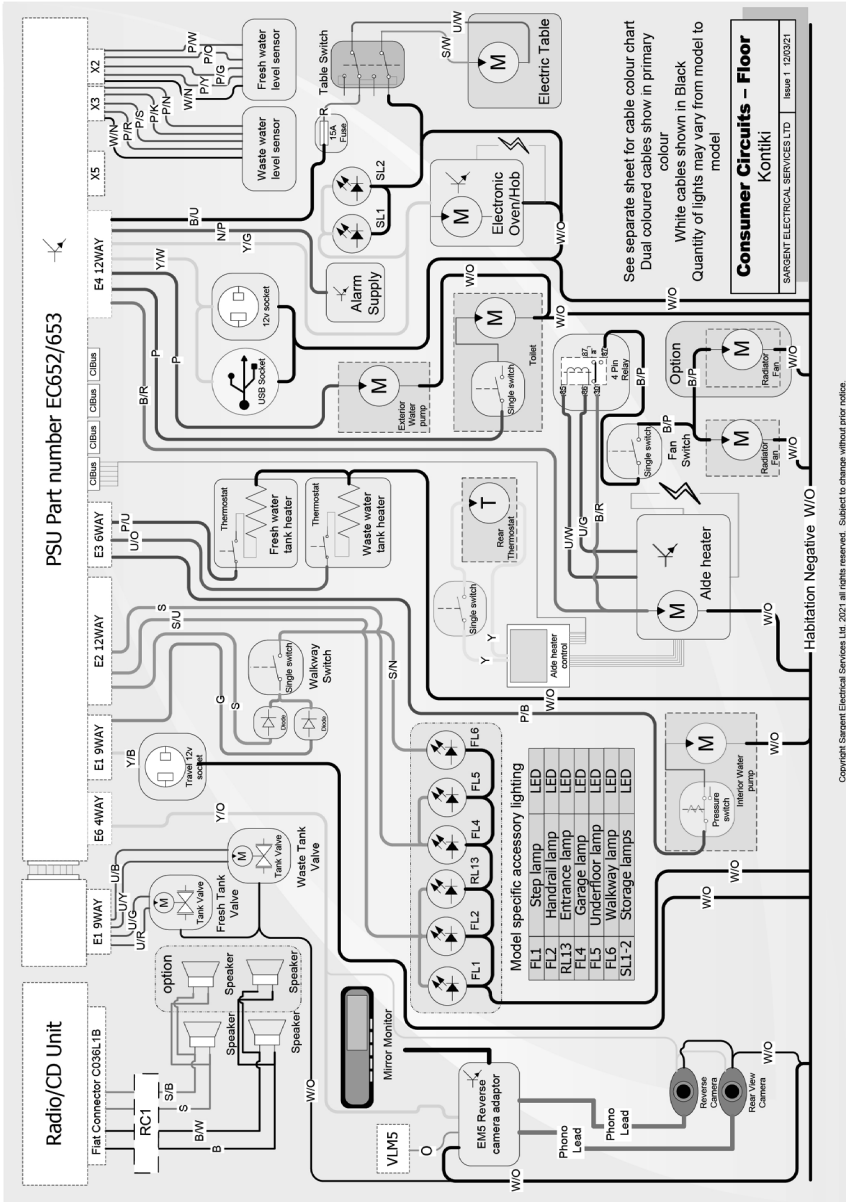 Radio/CD Unit
Fiat Connector C036L1B
RC1
S/B
S
B/W
B
option
Speaker
Speaker
Speaker
Speaker
PSU Part number EC652/653
E1 9WAY
E6 4WAY
E1 9WAY
E2 12WAY
E3 6WAY
CIBus
CIBus
CIBus
CIBus
E4 12WAY
X5
X3
X2
U/R
U/G
U/Y
U/B
M
Tank Valve
Fresh Tank
Valve
M
Tank Valve
Waste Tank
Valve
Y/O
Y/B
Travel 12v
socket
G
S
S
S/U
Diode
Diode
Single switch
Walkway
Switch
S/N
P/U
U/O
Thermostat
Fresh water
tank heater
Thermostat
Waste water
tank heater
B/R
P
P
Y/W
USB Socket
12v socket
N/P
Y/G
B/U
Alarm
Supply
SL1
SL2
W/N
P/R
P/S
P/K
P/N
W/N
P/Y
P/G
P/O
P/W
Waste water
level sensor
Fresh water
level sensor
R
15A
Fuse
Table Switch
S/W
U/W
M
Electric Table
M
Electronic
Oven/Hob
W/O
M
Exterior
Water
pump
Single switch
M
Toilet
W/O
W/O
W/O
FL1
FL2
RL13
FL4
FL5
FL6
Model specific accessory lighting
FL1 Step lamp LED
FL2 Handrail lamp LED
RL13 Entrance lamp LED
FL4 Garage lamp LED
FL5 Underfloor lamp LED
FL6 Walkway lamp LED
SL1-2 Storage lamps LED
P/B
W/O
Single switch
T
Rear
Thermostat
Y
Y
Alde heater
control
U/W
U/G
B/R
M
Alde heater
W/O
85
86
30
87
a
87
4 Pin
Relay
B/P
Single switch
Fan
Switch
B/P
B/P
Option
M
Radiator
Fan
W/O
M
Radiator
Fan
W/O
Pressure
switch
M
Interior Water
pump
W/O
W/O
W/O
W/O
Mirror Monitor
VLM5
O
EM5 Reverse
camera adaptor
Phono
Lead
Phono
Lead
Reverse
Camera
Rear View
Camera
W/O
W/O
Habitation Negative W/O
See separate sheet for cable colour chart
Dual coloured cables show in primary
colour
White cables shown in Black
Quantity of lights may vary from model to
model
Consumer Circuits – Floor
Kontiki
SARGENT ELECTRICAL SERVICES LTD Issue 1 12/03/21
Copyright Sargent Electrical Services Ltd. 2021 all rights reserved. Subject to change without prior notice.